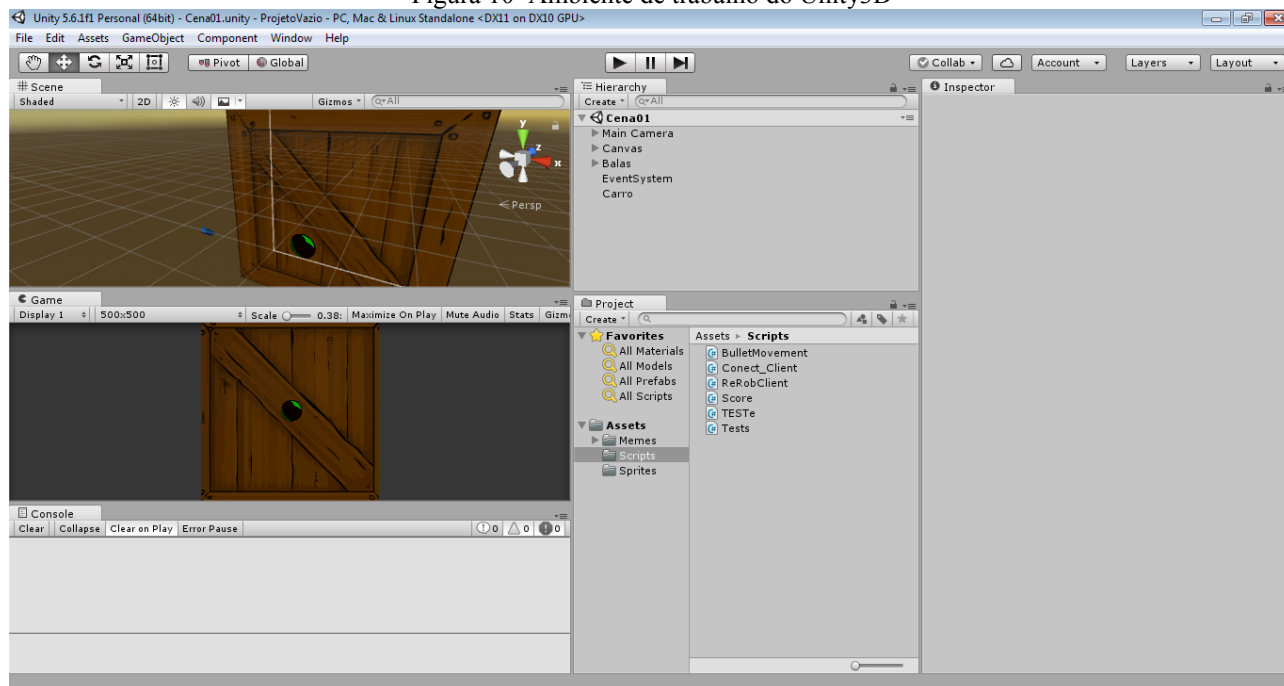 Figura 10- Ambiente de trabalho do Unity3D
Unity 5.6.1f1 Personal (64bit) - Cena01.unity - ProjetoVazio - PC, Mac & Linux Standalone <DX11 on DX10 GPU>
File Edit Assets GameObject Component Window Help
Pivot Global Collab Account Layers Layout
Scene
Shaded 2D Gizmos All
y
z
x
Persp
Game
Display 1 500x500 Scale 0.38: Maximize On Play Mute Audio Stats Gizm
Console
Clear Collapse Clear on Play Error Pause 0 0 0
Hierarchy
Create All
Cena01
Main Camera
Canvas
Balas
EventSystem
Carro
Project
Create
Favorites
All Materials
All Models
All Prefabs
All Scripts
Assets
Memes
Scripts
Sprites
Assets Scripts
BulletMovement
Conect_Client
ReRobClient
Score
TESTe
Tests
Inspector